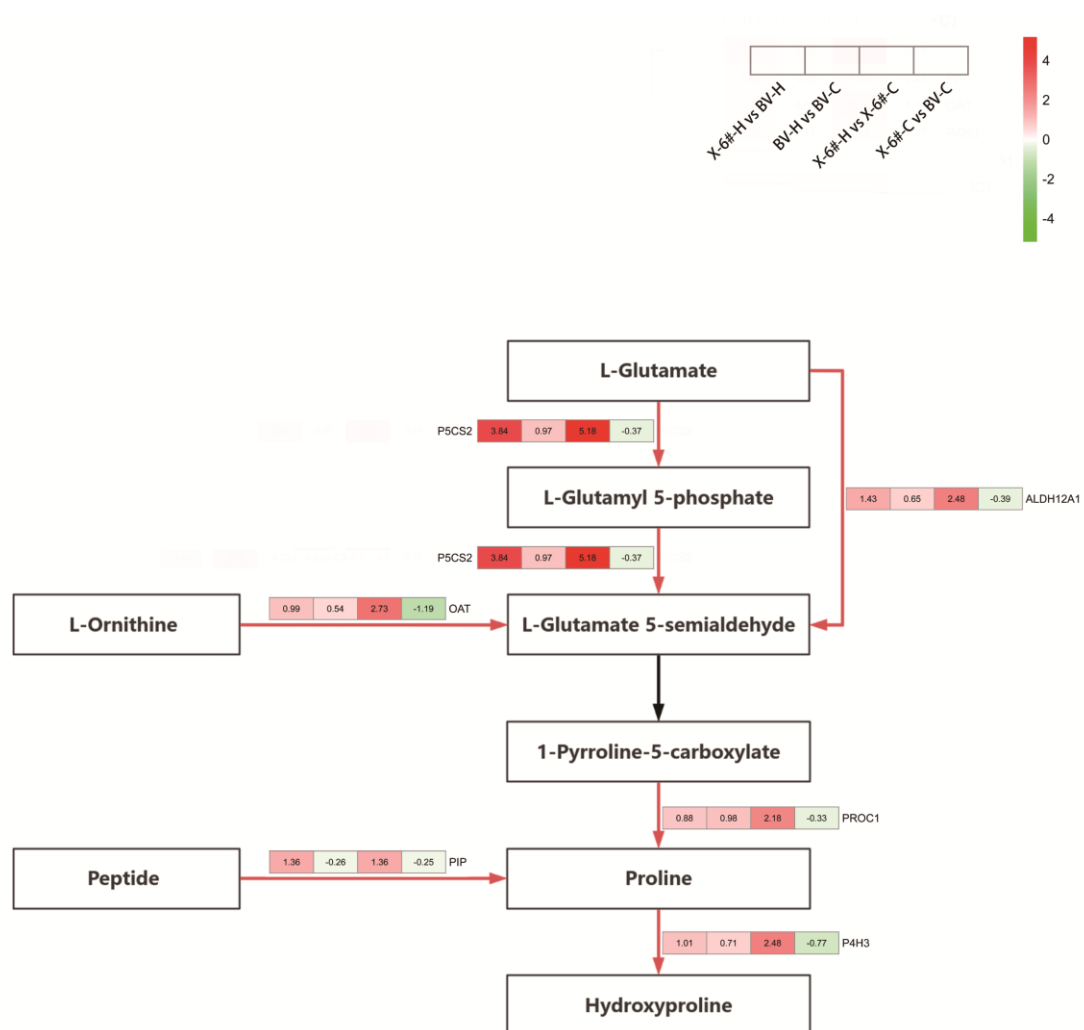 4
2
0
-2
-4
X-6#-H vs BV-H
BV-H vs BV-C
X-6#-H vs X-6#-C
X-6#-C vs BV-C
L-Glutamate
P5CS2 3.84 0.97 5.18 -0.37
L-Glutamyl 5-phosphate
1.43 0.65 2.48 -0.39 ALDH12A1
P5CS2 3.84 0.97 5.18 -0.37
0.99 0.54 2.73 -1.19 OAT
L-Ornithine
L-Glutamate 5-semialdehyde
1-Pyrroline-5-carboxylate
0.88 0.98 2.18 -0.33 PROC1
1.36 -0.26 1.36 -0.25 PIP
Peptide
Proline
1.01 0.71 2.48 -0.77 P4H3
Hydroxyproline